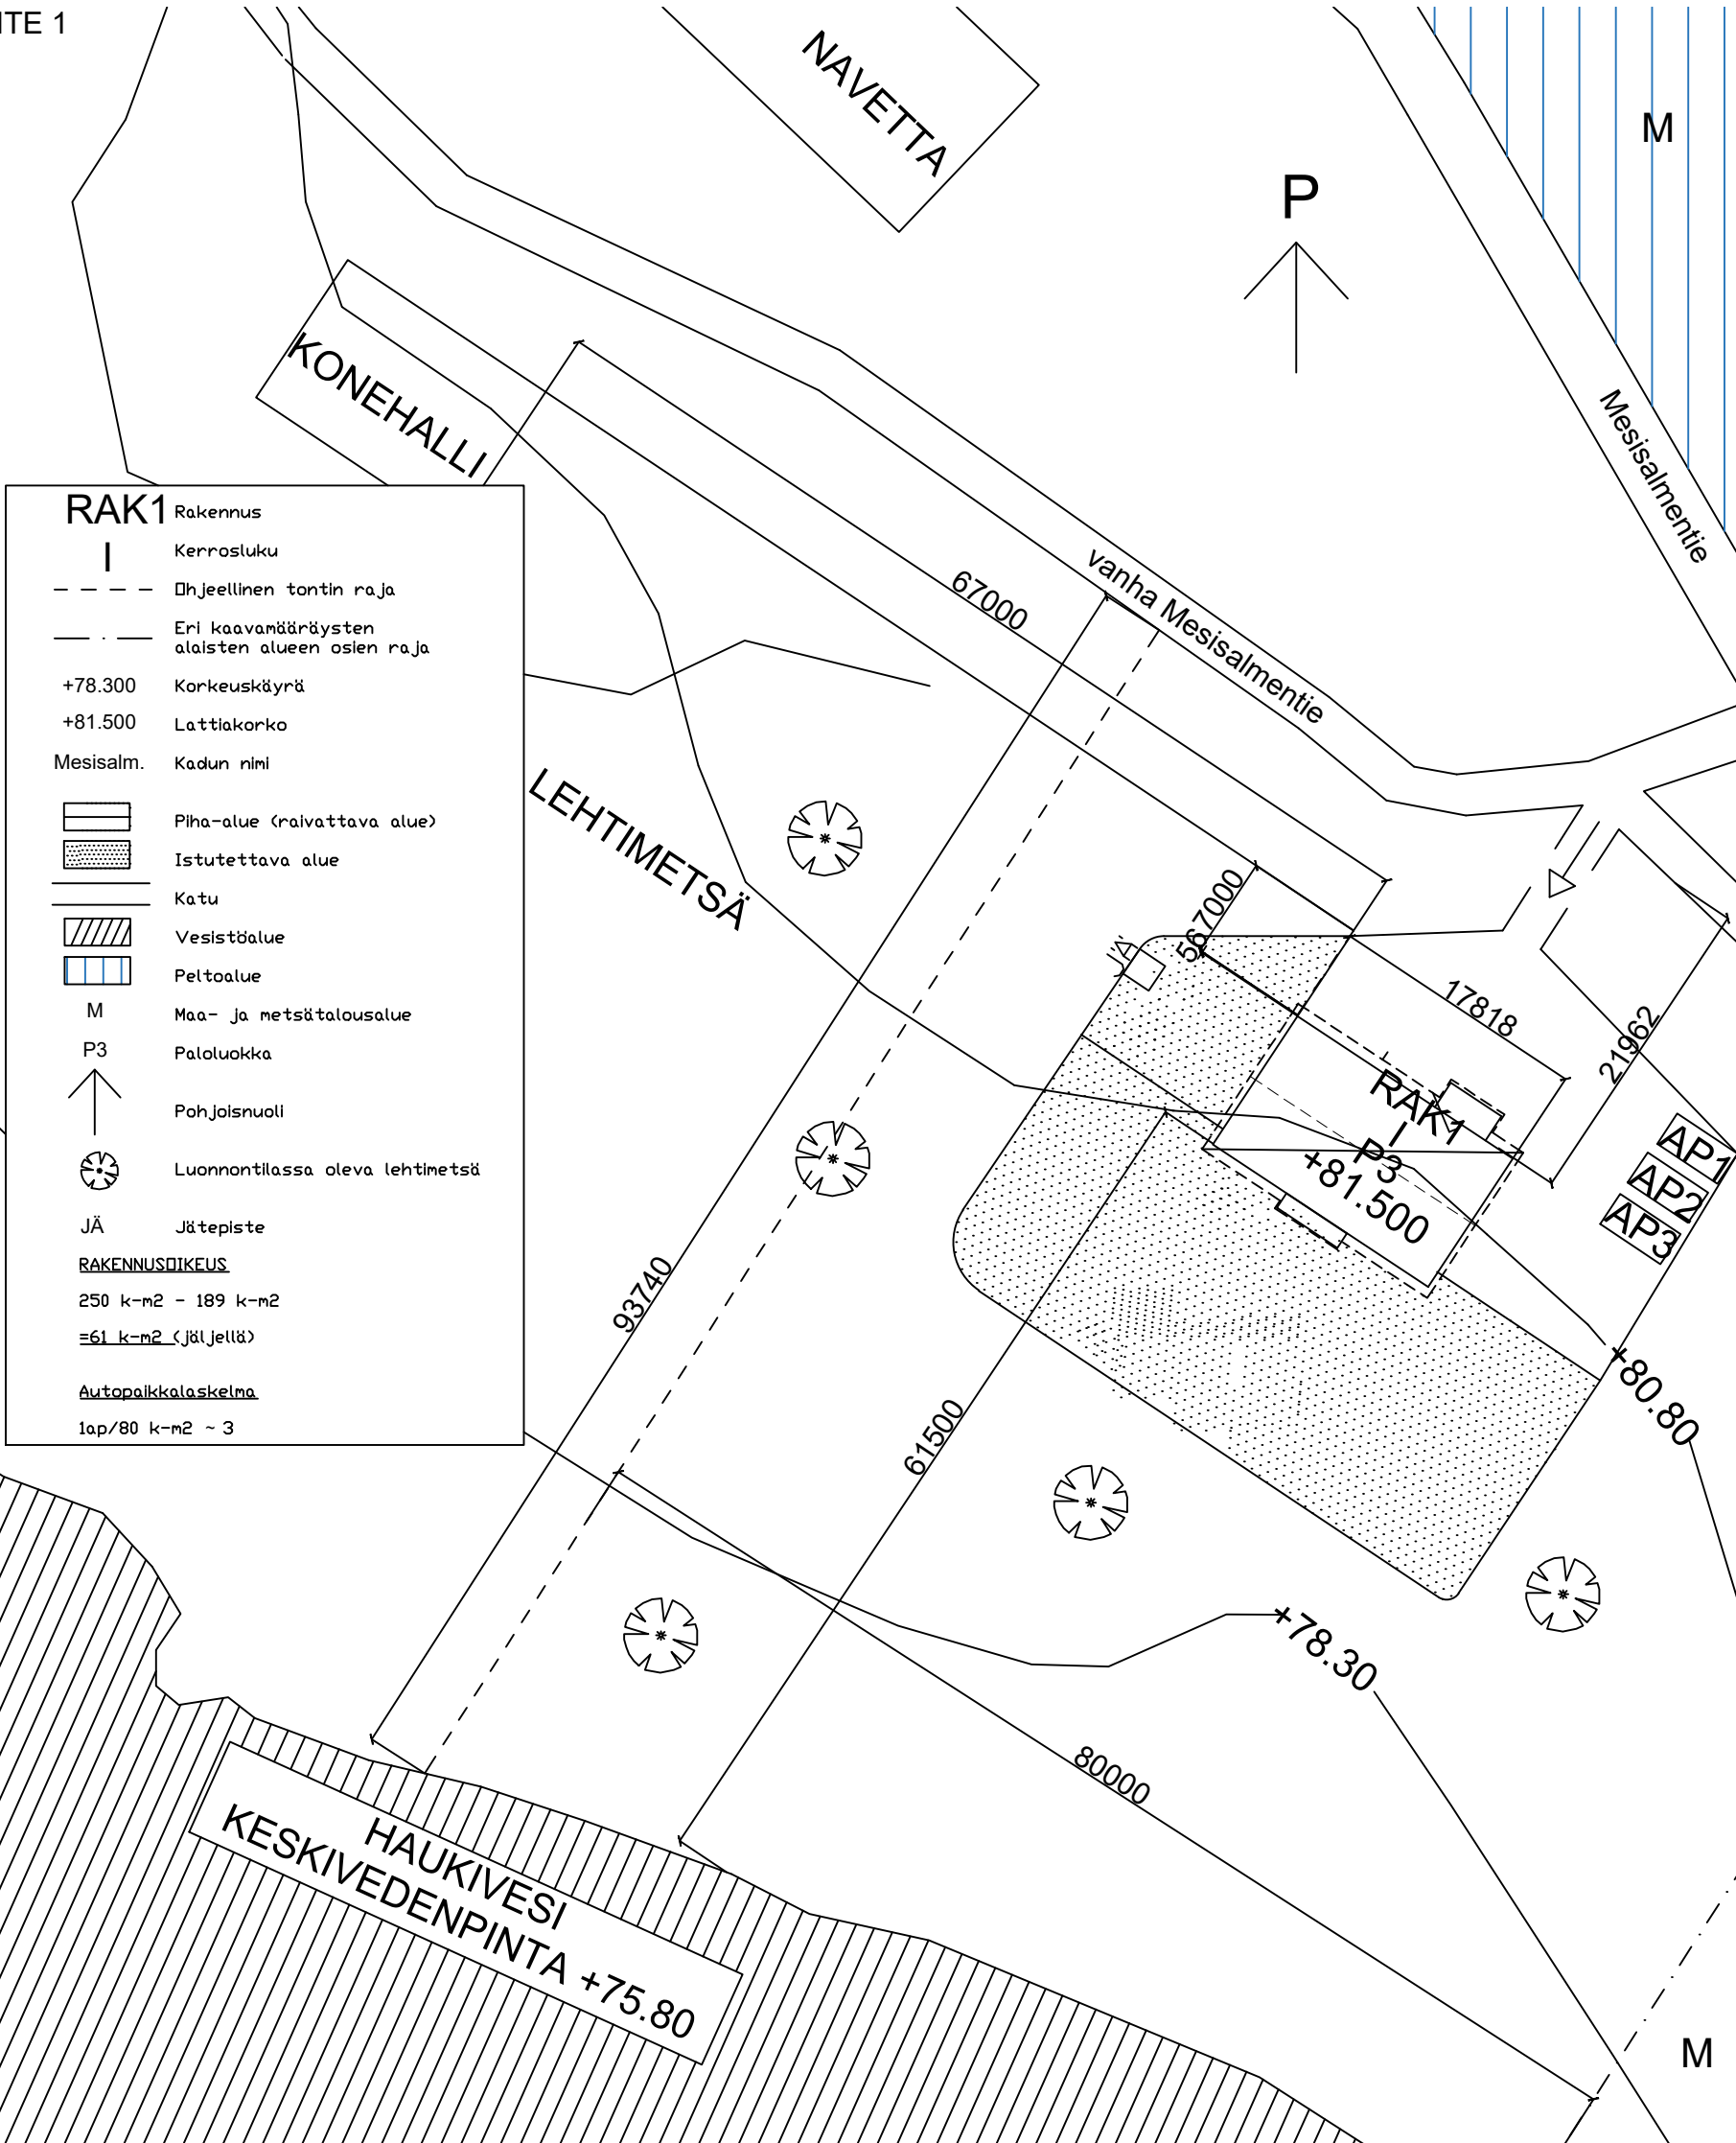 ITE 1
NAVETTA
P
M
Mesisalmentie
KONEHALLI
vanha Mesisalmentie
67000
LEHTIMETSÄ
RAK1 Rakennus
I Kerrosluku
Ohjeellinen tontin raja
Eri kaavamääräysten
alaisten alueen osien raja
+78.300 Korkeuskäyrä
+81.500 Lattiakorko
Mesisalm. Kadun nimi
Piha-alue (raivattava alue)
Istutettava alue
Katu
Vesistöalue
Peltoalue
M Maa- ja metsätalousalue
P3 Paloluokka
Pohjoisnuoli
Luonnontilassa oleva lehtimetsä
JÄ Jätepiste
RAKENNUSOIKEUS
250 k-m2 - 189 k-m2
=61 k-m2 (jäljellä)
Autopaikkalaskelma
1ap/80 k-m2 ~ 3
567000
JÄ
17818
21962
RAK1
I
P3
+81.500
AP1
AP2
AP3
93740
61500
+80.80
+78.30
80000
HAUKIVESI
KESKIVEDENPINTA +75.80
M